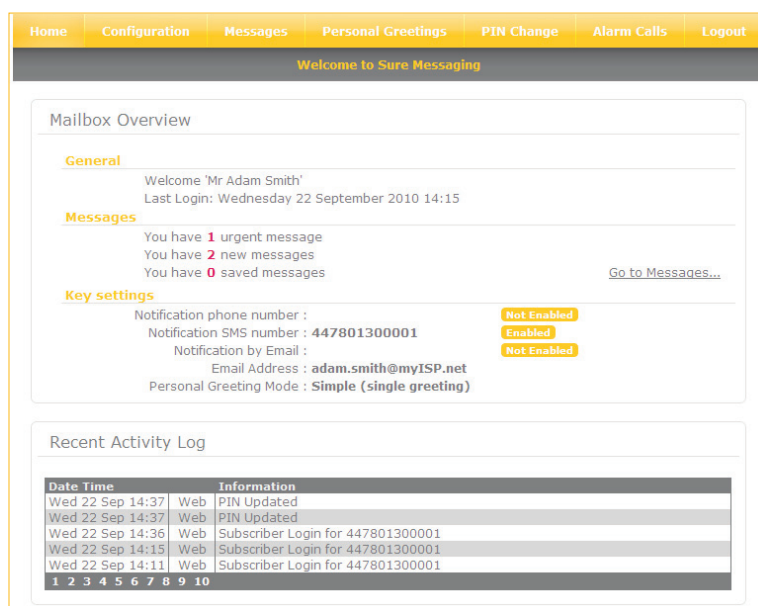 Home Configuration Messages Personal Greetings PIN Change Alarm Calls Logout
Welcome to Sure Messaging
Mailbox Overview
General
Welcome 'Mr Adam Smith'
Last Login: Wednesday 22 September 2010 14:15
Messages
You have 1 urgent message
You have 2 new messages
You have 0 saved messages Go to Messages...
Key settings
Notification phone number : Not Enabled
Notification SMS number : 447801300001 Enabled
Notification by Email : Not Enabled
Email Address : adam.smith@myISP.net
Personal Greeting Mode : Simple (single greeting)
Recent Activity Log
Date Time Information
Wed 22 Sep 14:37 Web PIN Updated
Wed 22 Sep 14:37 Web PIN Updated
Wed 22 Sep 14:36 Web Subscriber Login for 447801300001
Wed 22 Sep 14:15 Web Subscriber Login for 447801300001
Wed 22 Sep 14:11 Web Subscriber Login for 447801300001
1 2 3 4 5 6 7 8 9 10